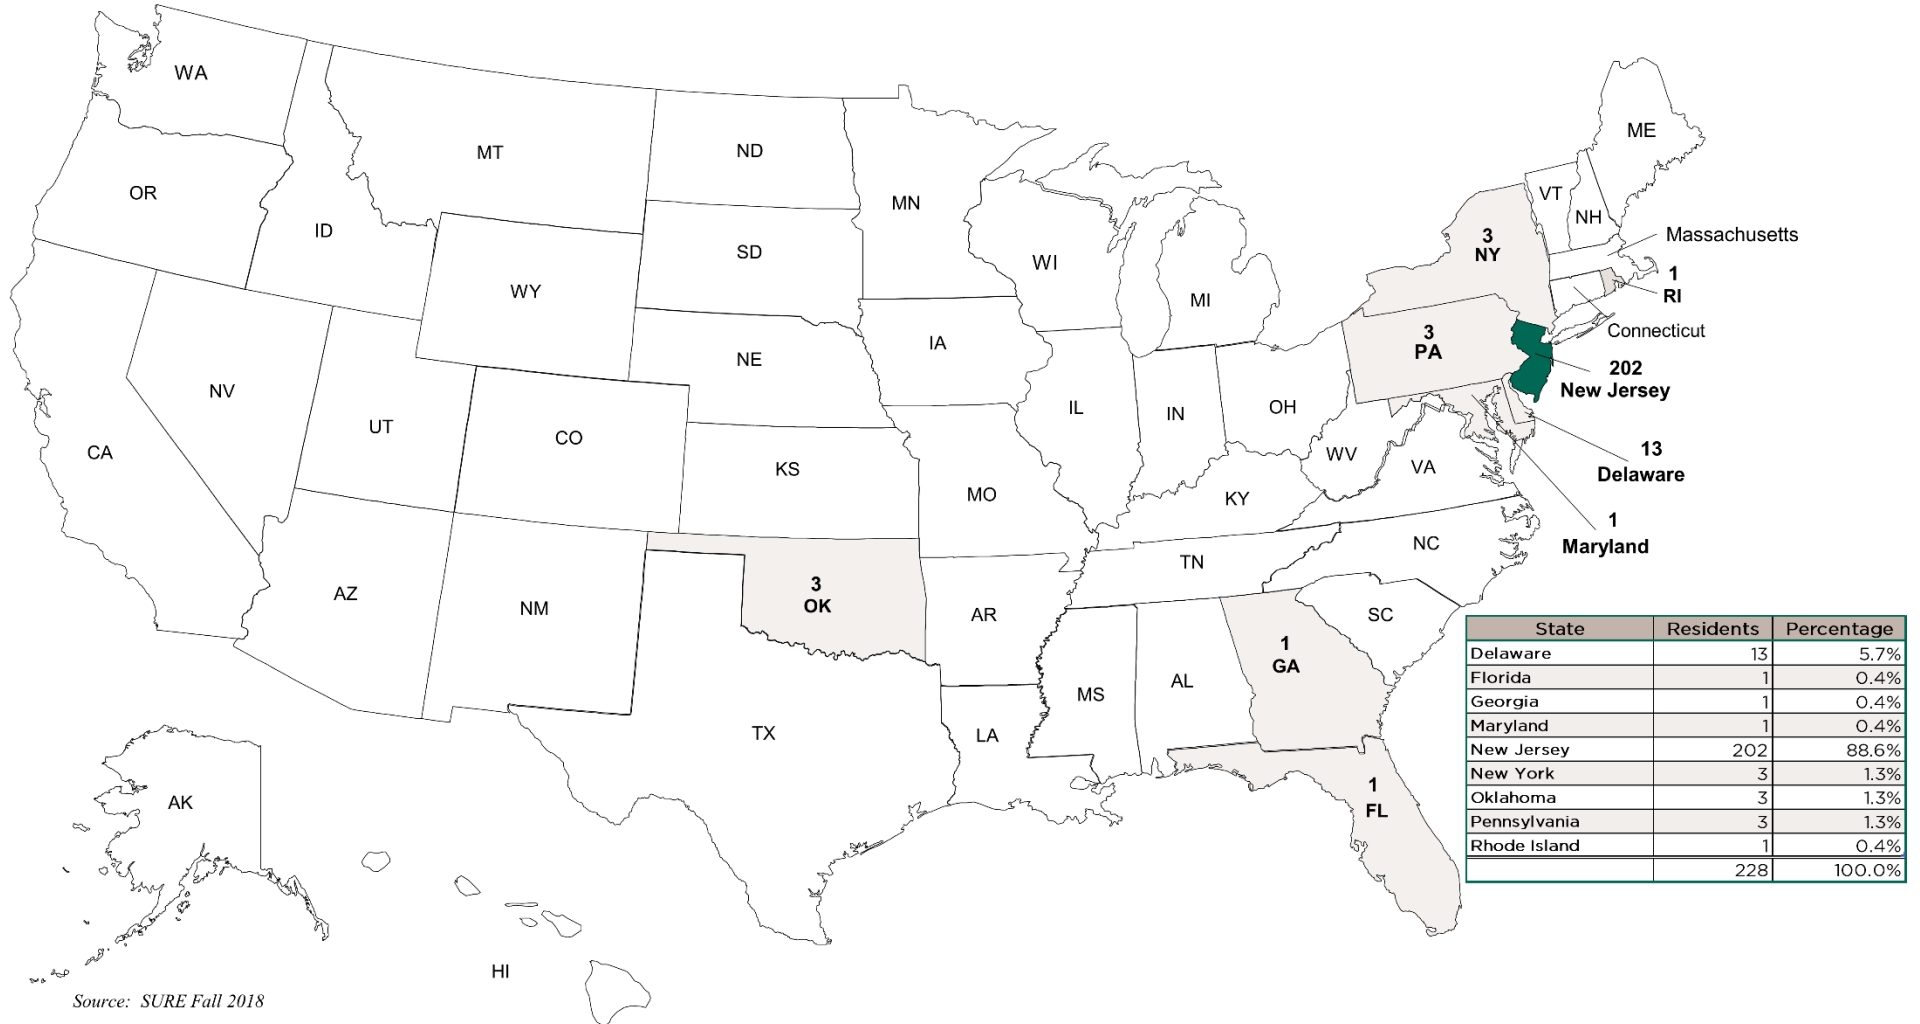 WA
MT
ND
ME
OR
MN
VT
NH
ID
SD
WI
3
NY
Massachusetts
WY
MI
1
RI
IA
NE
3
PA
Connecticut
202
New Jersey
NV
UT
CO
IL
IN
OH
CA
KS
MO
WV
VA
13
Delaware
KY
1
Maryland
NC
TN
AZ
NM
3
OK
AR
SC
1
GA
MS
AL
TX
LA
1
FL
AK
HI
State Residents Percentage
Delaware 13 5.7%
Florida 1 0.4%
Georgia 1 0.4%
Maryland 1 0.4%
New Jersey 202 88.6%
New York 3 1.3%
Oklahoma 3 1.3%
Pennsylvania 3 1.3%
Rhode Island 1 0.4%
228 100.0%
Source: SURE Fall 2018